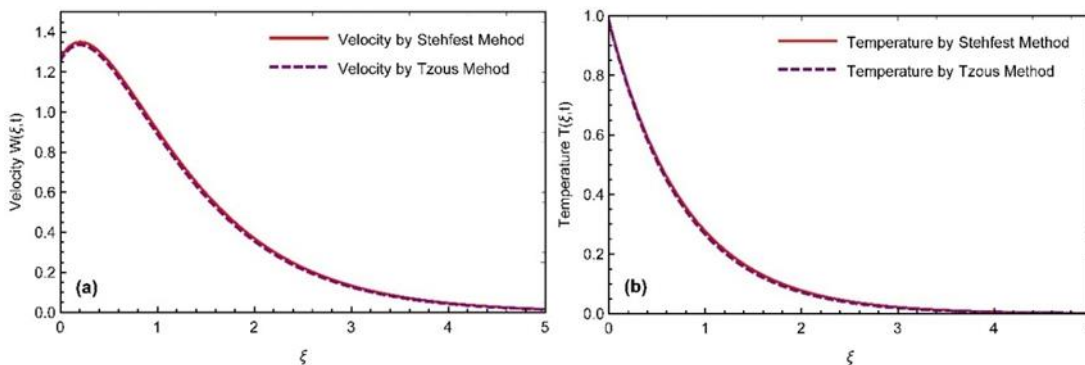 1.4
1.2
1.0
0.8
0.6
0.4
0.2
0.0
Velocity W(ξ,t)
Velocity by Stehfest Mehod
Velocity by Tzous Mehod
(a)
0 1 2 3 4 5
ξ
1.0
0.8
0.6
0.4
0.2
0.0
Temperature T(ξ,t)
Temperature by Stehfest Method
Temperature by Tzous Method
(b)
0 1 2 3 4
ξ